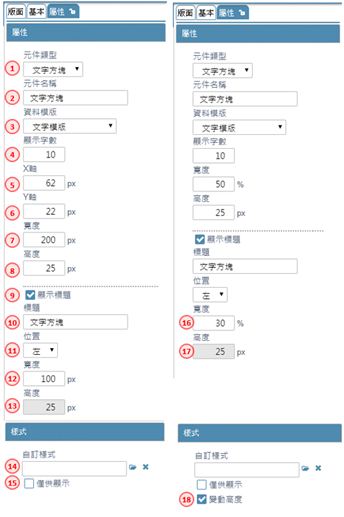 版面 基本 屬性
屬性
元件類型
1 文字方塊
元件名稱
2 文字方塊
資料模版
3 文字模版
顯示字數
4 10
X軸
5 62 px
Y軸
6 22 px
寬度
7 200 px
高度
8 25 px
9 顯示標題
標題
10 文字方塊
位置
11 左
寬度
12 100 px
高度
13 25 px
樣式
自訂樣式
14
15 僅供顯示
版面 基本 屬性
屬性
元件類型
文字方塊
元件名稱
文字方塊
資料模版
文字模版
顯示字數
10
寬度
50 %
高度
25 px
顯示標題
標題
文字方塊
位置
左
寬度
16 30 %
高度
17 25 px
樣式
自訂樣式
僅供顯示
18 變動高度